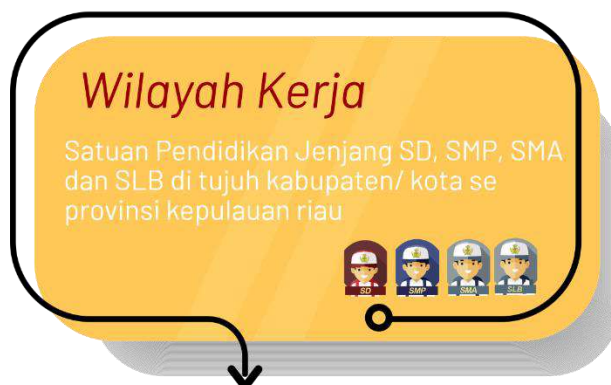 Wilayah Kerja
Satuan Pendidikan Jenjang SD, SMP, SMA
dan SLB di tujuh kabupaten/ kota se
provinsi kepulauan riau
SD SMP SMA SLB